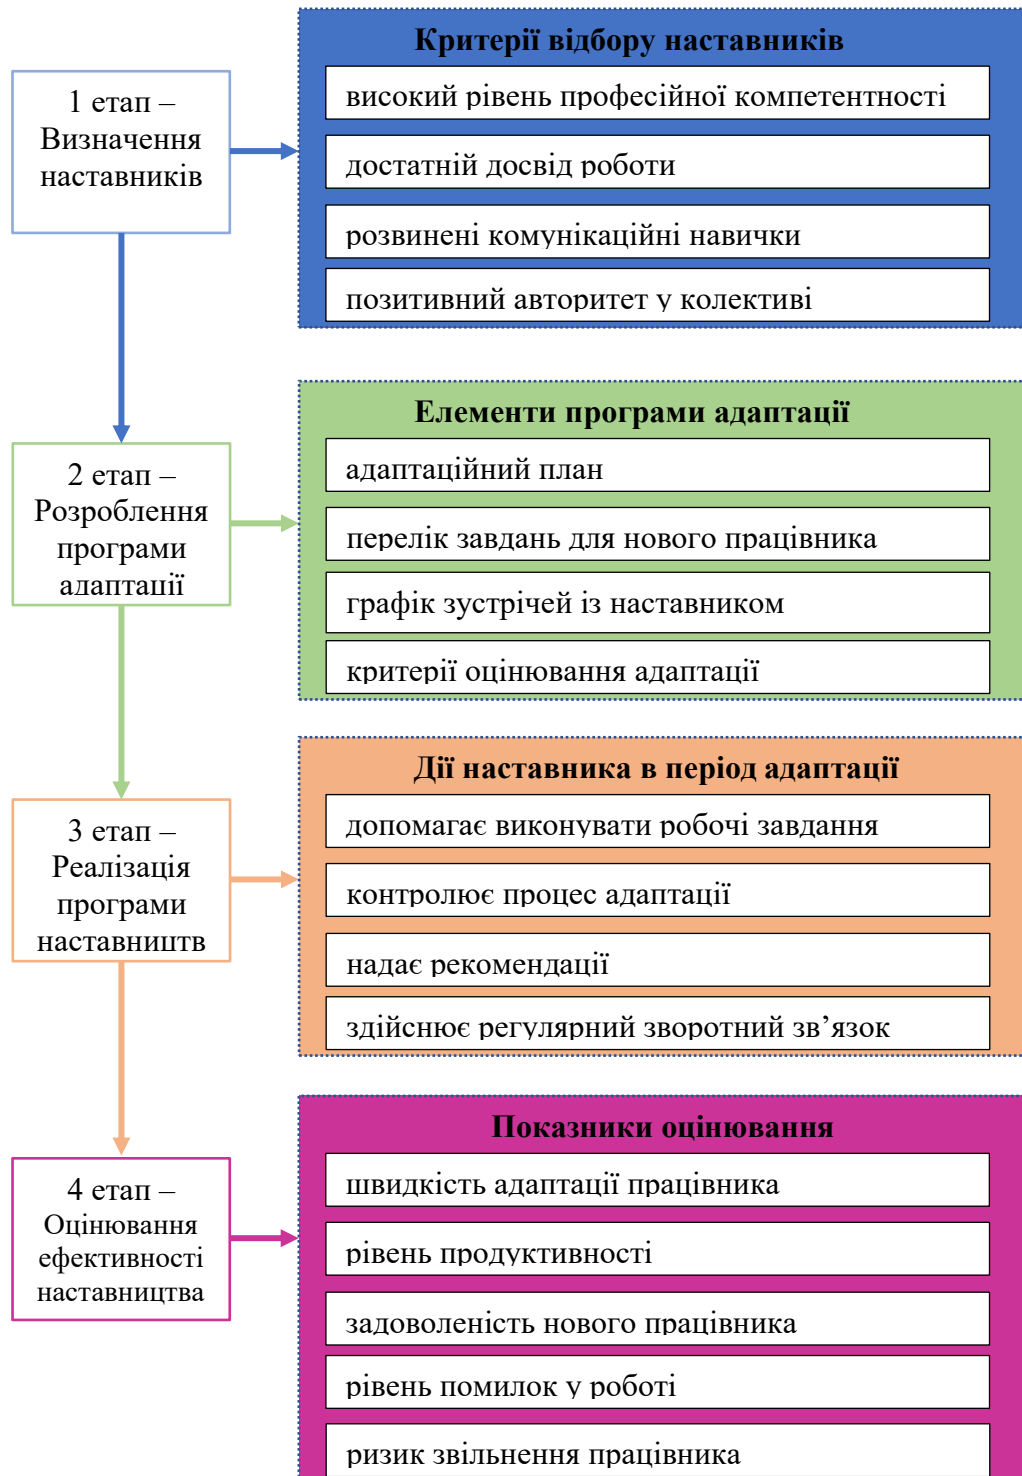 1 етап –
Визначення
наставників
Критерії відбору наставників
високий рівень професійної компетентності
достатній досвід роботи
розвинені комунікаційні навички
позитивний авторитет у колективі
2 етап –
Розроблення
програми
адаптації
Елементи програми адаптації
адаптаційний план
перелік завдань для нового працівника
графік зустрічей із наставником
критерії оцінювання адаптації
3 етап –
Реалізація
програми
наставництв
Дії наставника в період адаптації
допомагає виконувати робочі завдання
контролює процес адаптації
надає рекомендації
здійснює регулярний зворотний зв’язок
4 етап –
Оцінювання
ефективності
наставництва
Показники оцінювання
швидкість адаптації працівника
рівень продуктивності
задоволеність нового працівника
рівень помилок у роботі
ризик звільнення працівника